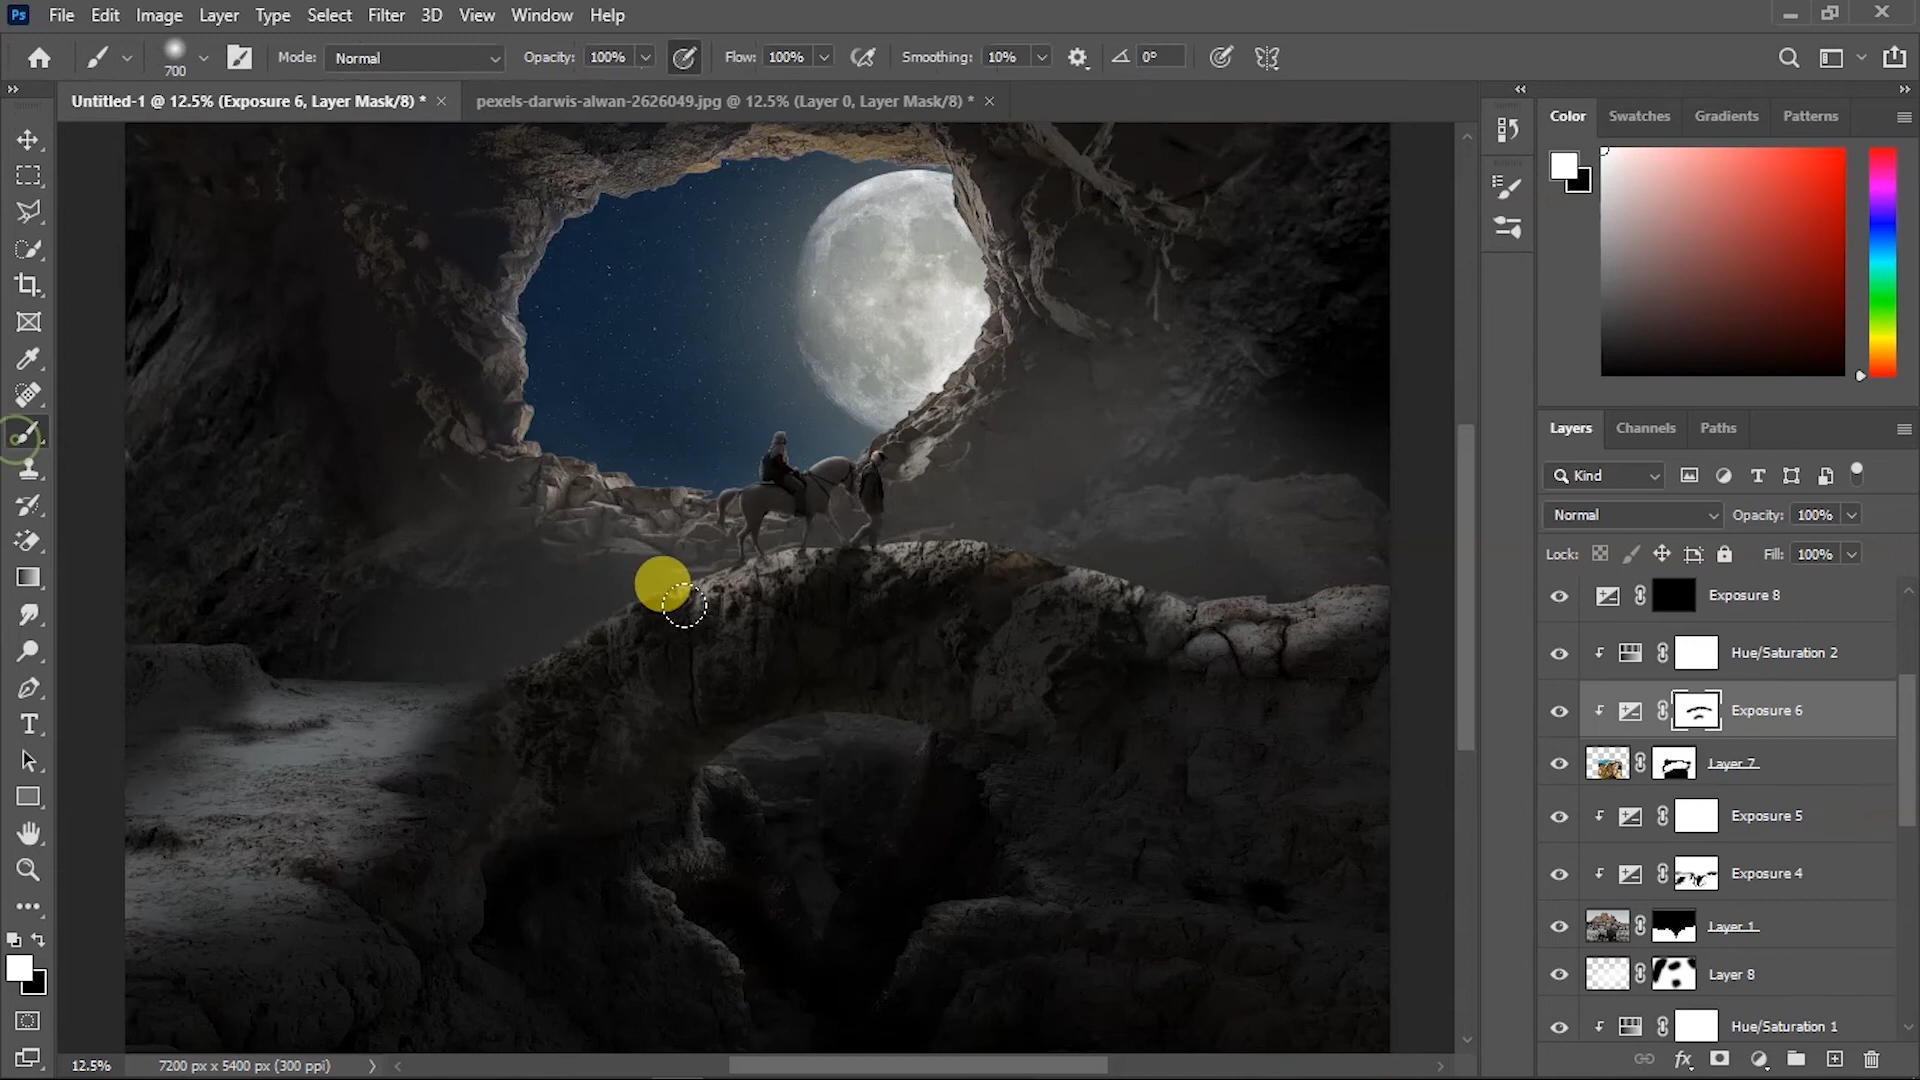 Ps File Edit Image Layer Type Select Filter 3D View Window Help
700 Mode: Normal Opacity: 100% Flow: 100% Smoothing: 10% 0°
Untitled-1 @ 12.5% (Exposure 6, Layer Mask/8) * × pexels-darwis-alwan-2626049.jpg @ 12.5% (Layer 0, Layer Mask/8) * ×
Color Swatches Gradients Patterns
Layers Channels Paths
Kind
Normal Opacity: 100%
Lock: Fill: 100%
Exposure 8
Hue/Saturation 2
Exposure 6
Layer 7
Exposure 5
Exposure 4
Layer 1
Layer 8
Hue/Saturation 1
fx
12.5% 7200 px x 5400 px (300 ppi)